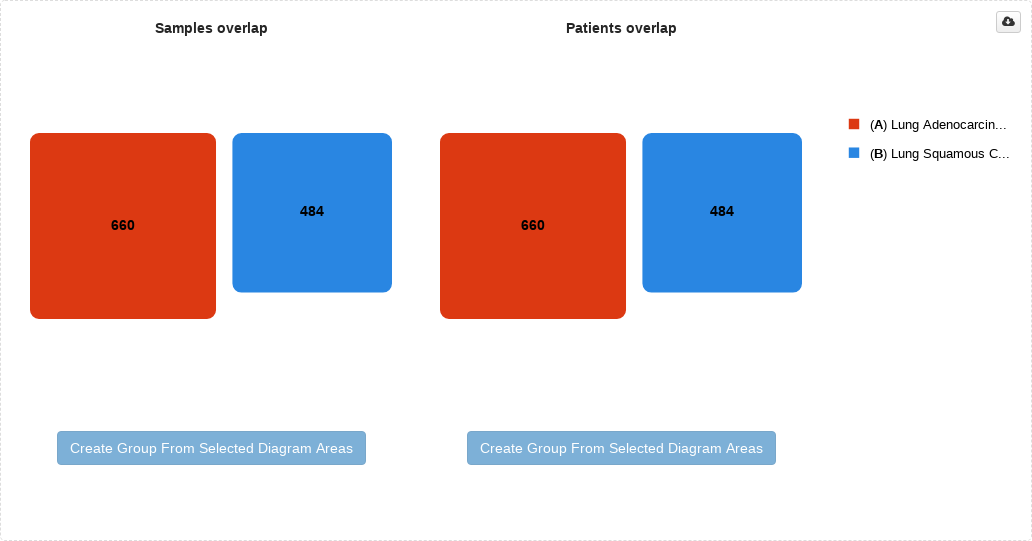 Samples overlap
Patients overlap
(A) Lung Adenocarcin...
(B) Lung Squamous C...
660
484
660
484
Create Group From Selected Diagram Areas
Create Group From Selected Diagram Areas